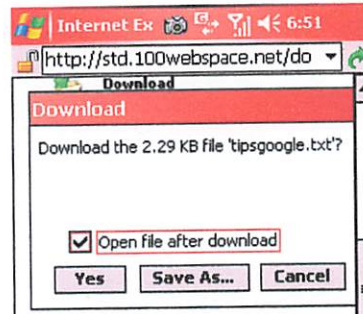 Internet Ex 6:51
http://std.100webspace.net/do
Download
Download
Download the 2.29 KB file 'tipsgoogle.txt'?
Open file after download
Yes Save As... Cancel